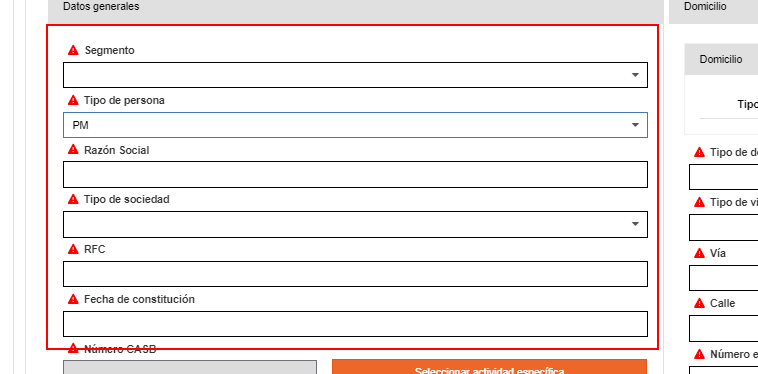 Datos generales
Segmento
Tipo de persona
PM
Razón Social
Tipo de sociedad
RFC
Fecha de constitución
Número CASB
Seleccionar actividad específica
Domicilio
Domicilio
Tipo
Tipo de d
Tipo de vi
Vía
Calle
Número e